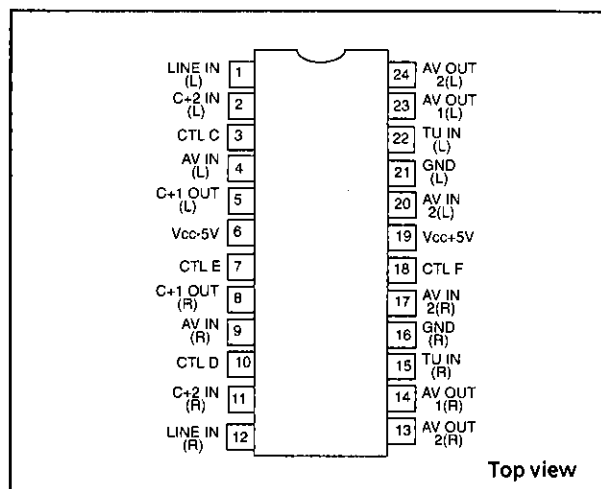 LINE IN
(L)
1
C+2 IN
(L)
2
CTL C
3
AV IN
(L)
4
C+1 OUT
(L)
5
Vcc-5V
6
CTL E
7
C+1 OUT
(R)
8
AV IN
(R)
9
CTL D
10
C+2 IN
(R)
11
LINE IN
(R)
12
24
AV OUT
2(L)
23
AV OUT
1(L)
22
TU IN
(L)
21
GND
(L)
20
AV IN
2(L)
19
Vcc+5V
18
CTL F
17
AV IN
2(R)
16
GND
(R)
15
TU IN
(R)
14
AV OUT
1(R)
13
AV OUT
2(R)
Top view